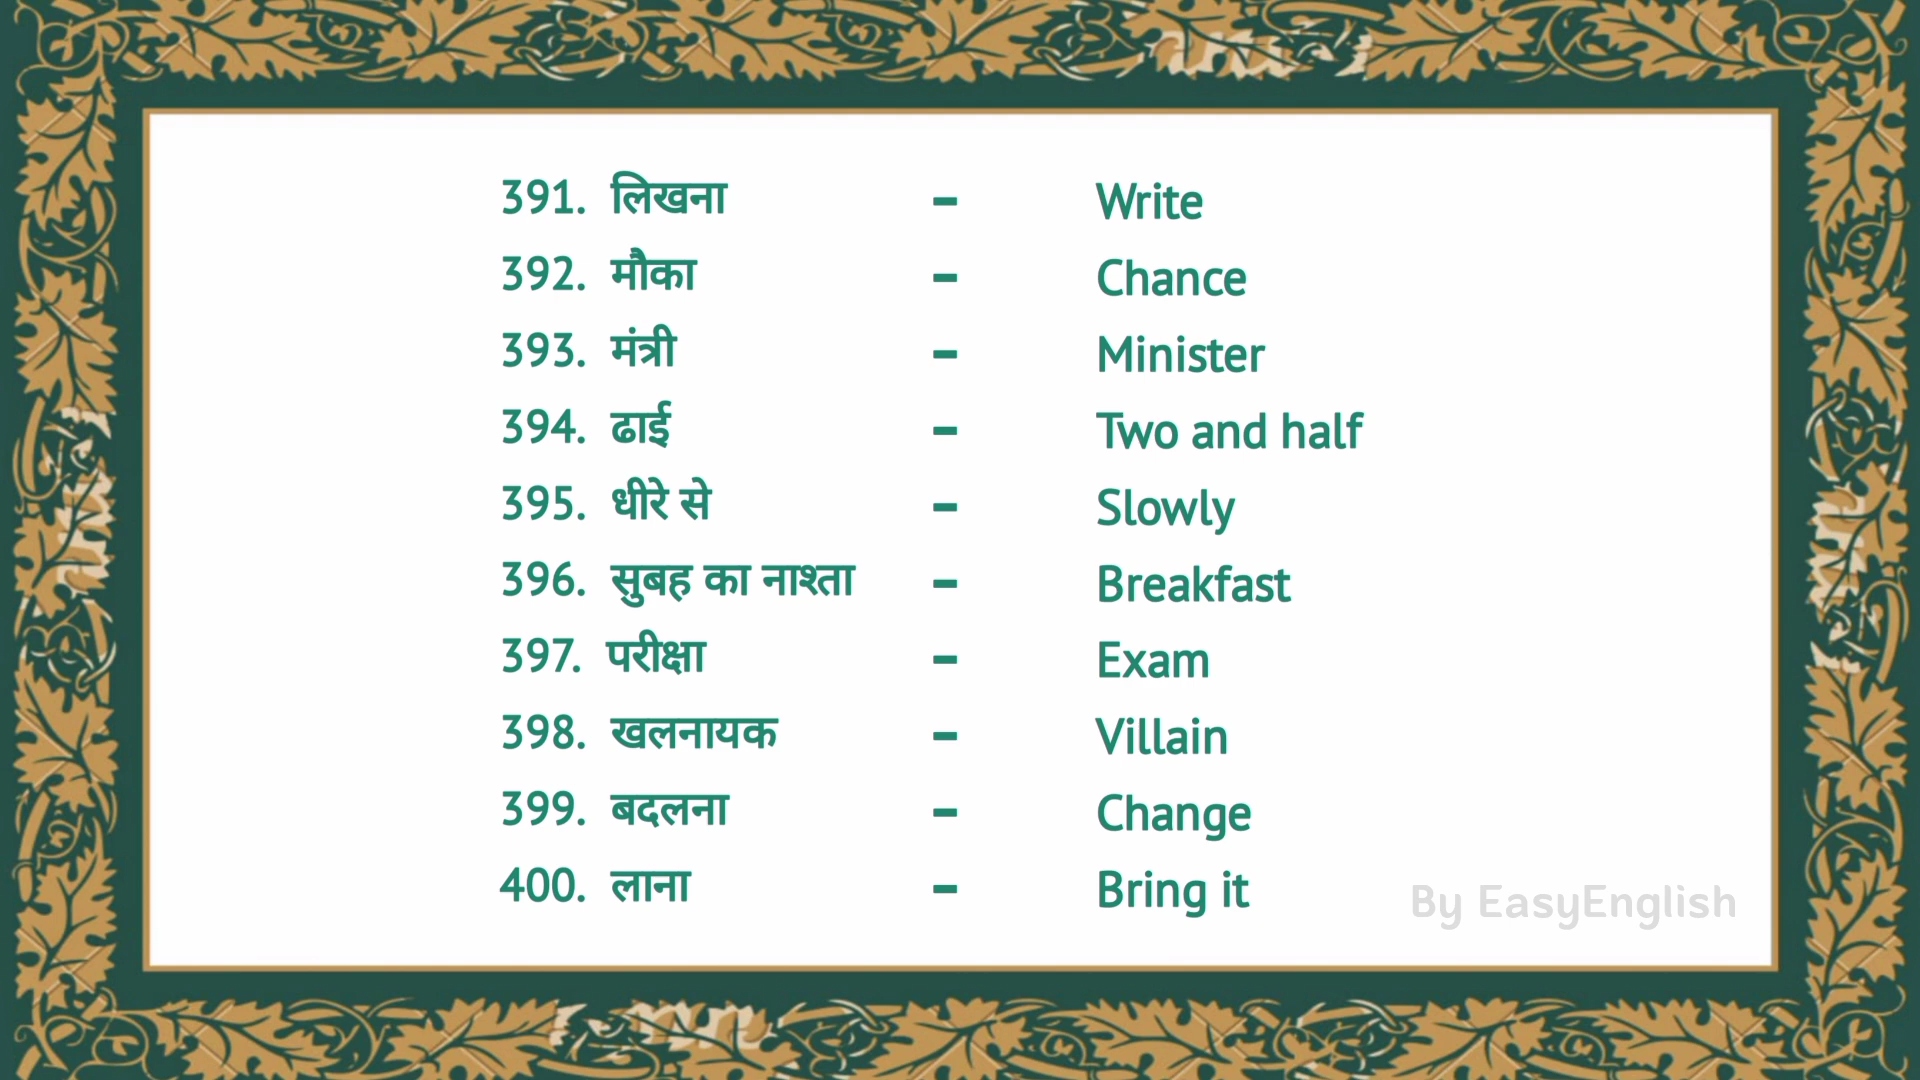 391. लिखना - Write
392. मौका - Chance
393. मंत्री - Minister
394. ढाई - Two and half
395. धीरे से - Slowly
396. सुबह का नाश्ता - Breakfast
397. परीक्षा - Exam
398. खलनायक - Villain
399. बदलना - Change
400. लाना - Bring it
By EasyEnglish